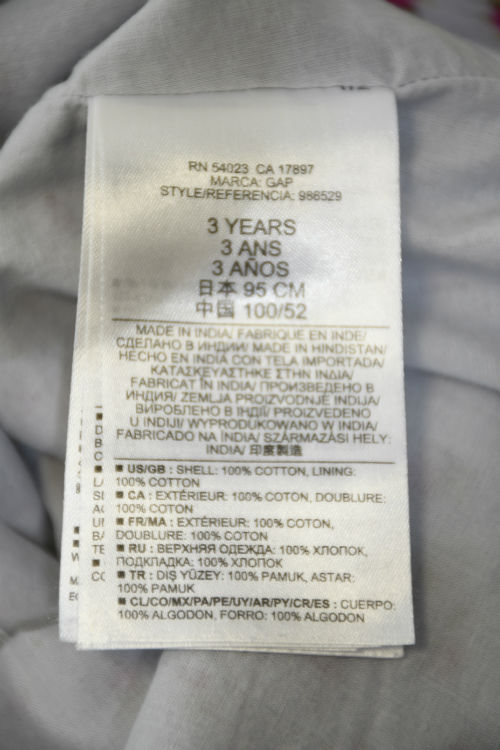 RN 54023 CA 17897
MARCA: GAP
STYLE/REFERENCIA: 986529
3 YEARS
3 ANS
3 AÑOS
日本 95 CM
中国 100/52
MADE IN INDIA/ FABRIQUE EN INDE/
СДЕЛАНО В ИНДИИ/ MADE IN HINDISTAN/
HECHO EN INDIA CON TELA IMPORTADA/
ΚΑΤΑΣΚΕΥΑΣΤΗΚΕ ΣΤΗΝ ΙΝΔΙΑ/
FABRICAT ÎN INDIA/ ПРОИЗВЕДЕНО В
ИНДИЯ/ ZEMLJA PROIZVODNJE INDIJA/
ВИРОБЛЕНО В ІНДІЇ/ PROIZVEDENO
U INDIJI/ WYPRODUKOWANO W INDIA/
FABRICADO NA ÍNDIA/ SZÁRMAZÁSI HELY:
INDIA/ 印度製造
■ US/GB : SHELL: 100% COTTON, LINING:
100% COTTON
■ CA : EXTÉRIEUR: 100% COTON, DOUBLURE:
100% COTON
■ FR/MA : EXTÉRIEUR: 100% COTON,
DOUBLURE: 100% COTON
■ RU : ВЕРХНЯЯ ОДЕЖДА: 100% ХЛОПОК,
ПОДКЛАДКА: 100% ХЛОПОК
■ TR : DIŞ YÜZEY: 100% PAMUK, ASTAR:
100% PAMUK
■ CL/CO/MX/PA/PE/UY/AR/PY/CR/ES : CUERPO:
100% ALGODON, FORRO: 100% ALGODON